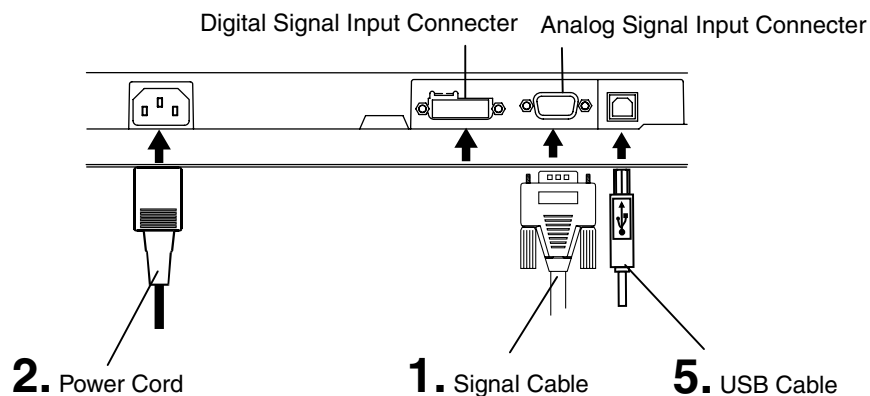 Digital Signal Input Connecter
Analog Signal Input Connecter
2. Power Cord
1. Signal Cable
5. USB Cable